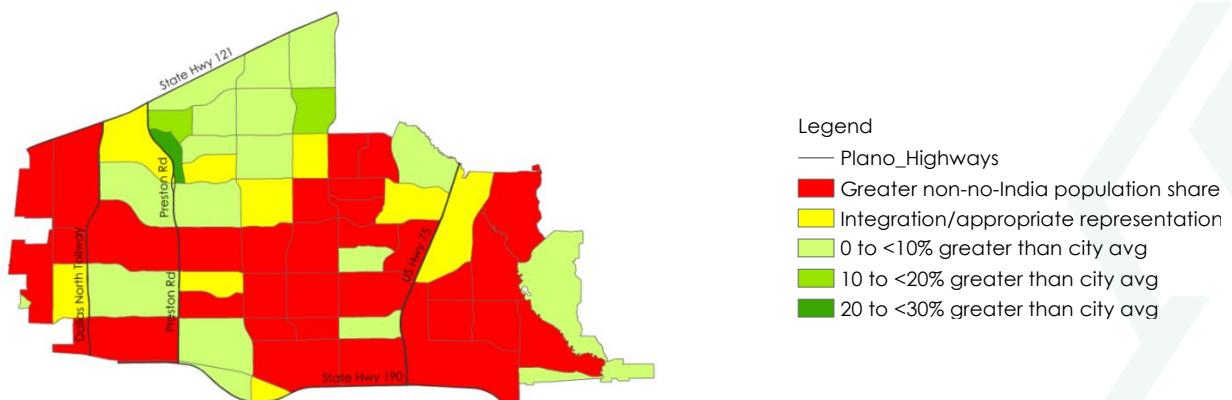 State Hwy 121
Preston Rd
Dallas North Tollway
Preston Rd
US Hwy 75
State Hwy 190
Legend
Plano_Highways
Greater non-no-India population share
Integration/appropriate representation
0 to <10% greater than city avg
10 to <20% greater than city avg
20 to <30% greater than city avg